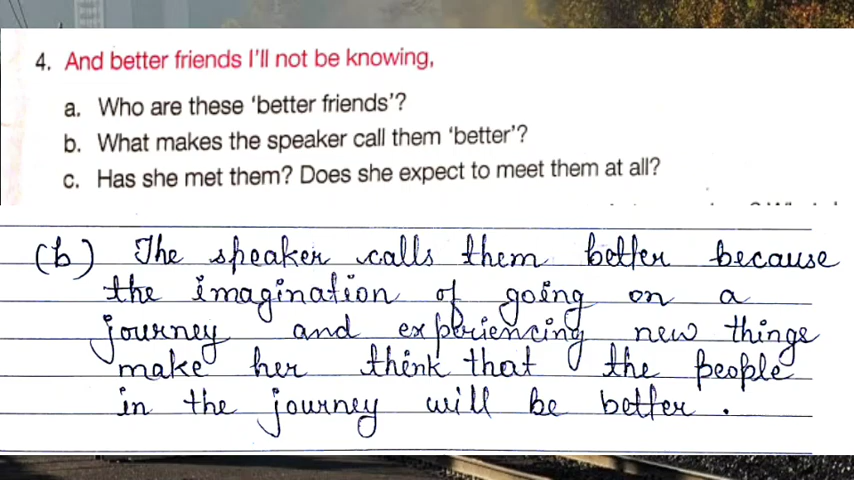 4. And better friends I'll not be knowing,
a. Who are these 'better friends'?
b. What makes the speaker call them 'better'?
c. Has she met them? Does she expect to meet them at all?
(b) The speaker calls them better because
the imagination of going on a
journey and experiencing new things
make her think that the people
in the journey will be better.